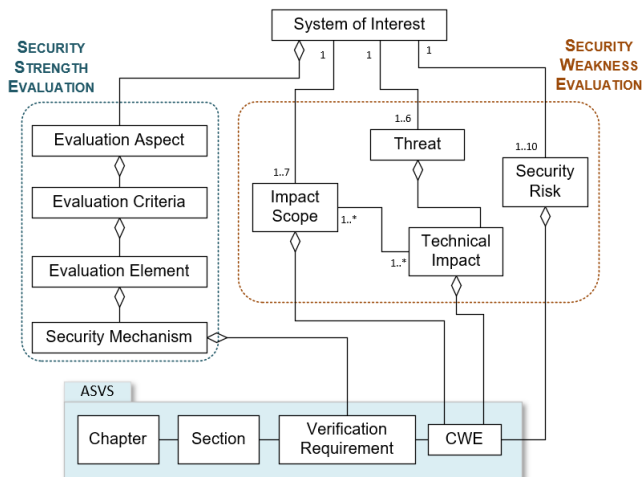 System of Interest
SECURITY
STRENGTH
EVALUATION
SECURITY
WEAKNESS
EVALUATION
1
1
1
Evaluation Aspect
1..6
Threat
1..10
Security
Risk
1..7
Impact
Scope
Evaluation Criteria
1..*
Technical
Impact
1..*
Evaluation Element
Security Mechanism
ASVS
Chapter
Section
Verification
Requirement
CWE